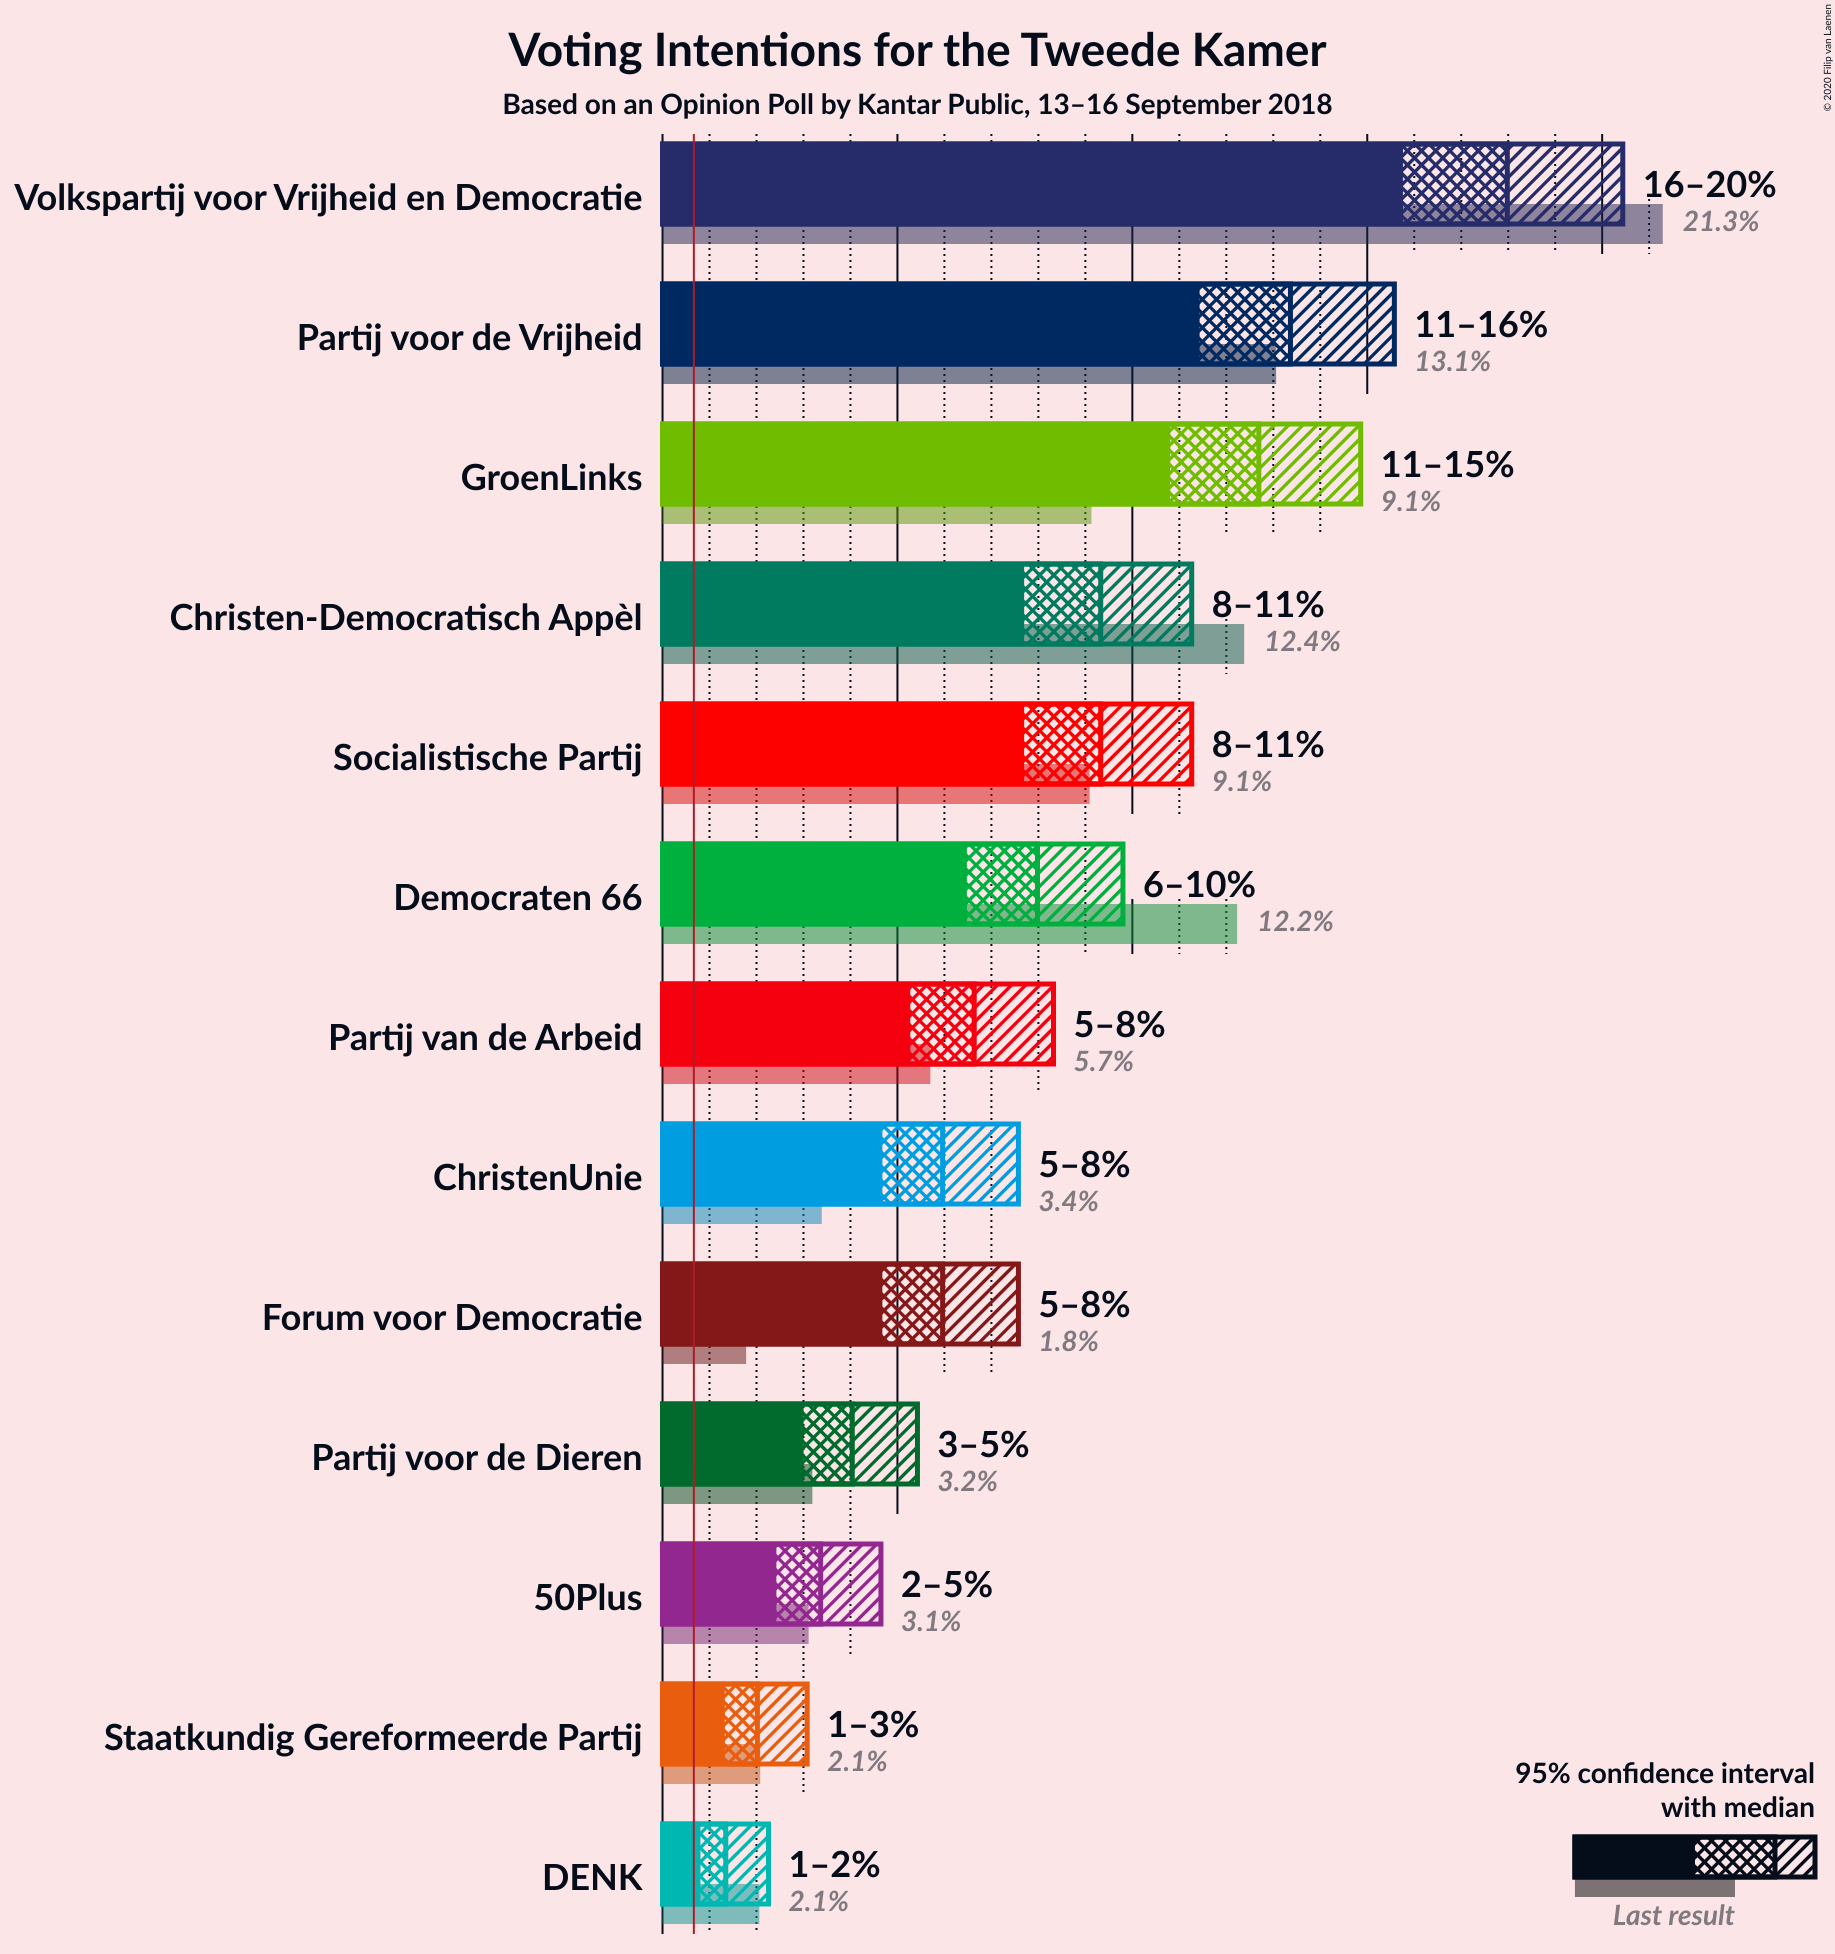 Voting Intentions for the Tweede Kamer
Based on an Opinion Poll by Kantar Public, 13–16 September 2018
© 2020 Filip van Laenen
Volkspartij voor Vrijheid en Democratie
16–20%
21.3%
Partij voor de Vrijheid
11–16%
13.1%
GroenLinks
11–15%
9.1%
Christen-Democratisch Appèl
8–11%
12.4%
Socialistische Partij
8–11%
9.1%
Democraten 66
6–10%
12.2%
Partij van de Arbeid
5–8%
5.7%
ChristenUnie
5–8%
3.4%
Forum voor Democratie
5–8%
1.8%
Partij voor de Dieren
3–5%
3.2%
50Plus
2–5%
3.1%
Staatkundig Gereformeerde Partij
1–3%
2.1%
DENK
1–2%
2.1%
95% confidence interval
with median
Last result